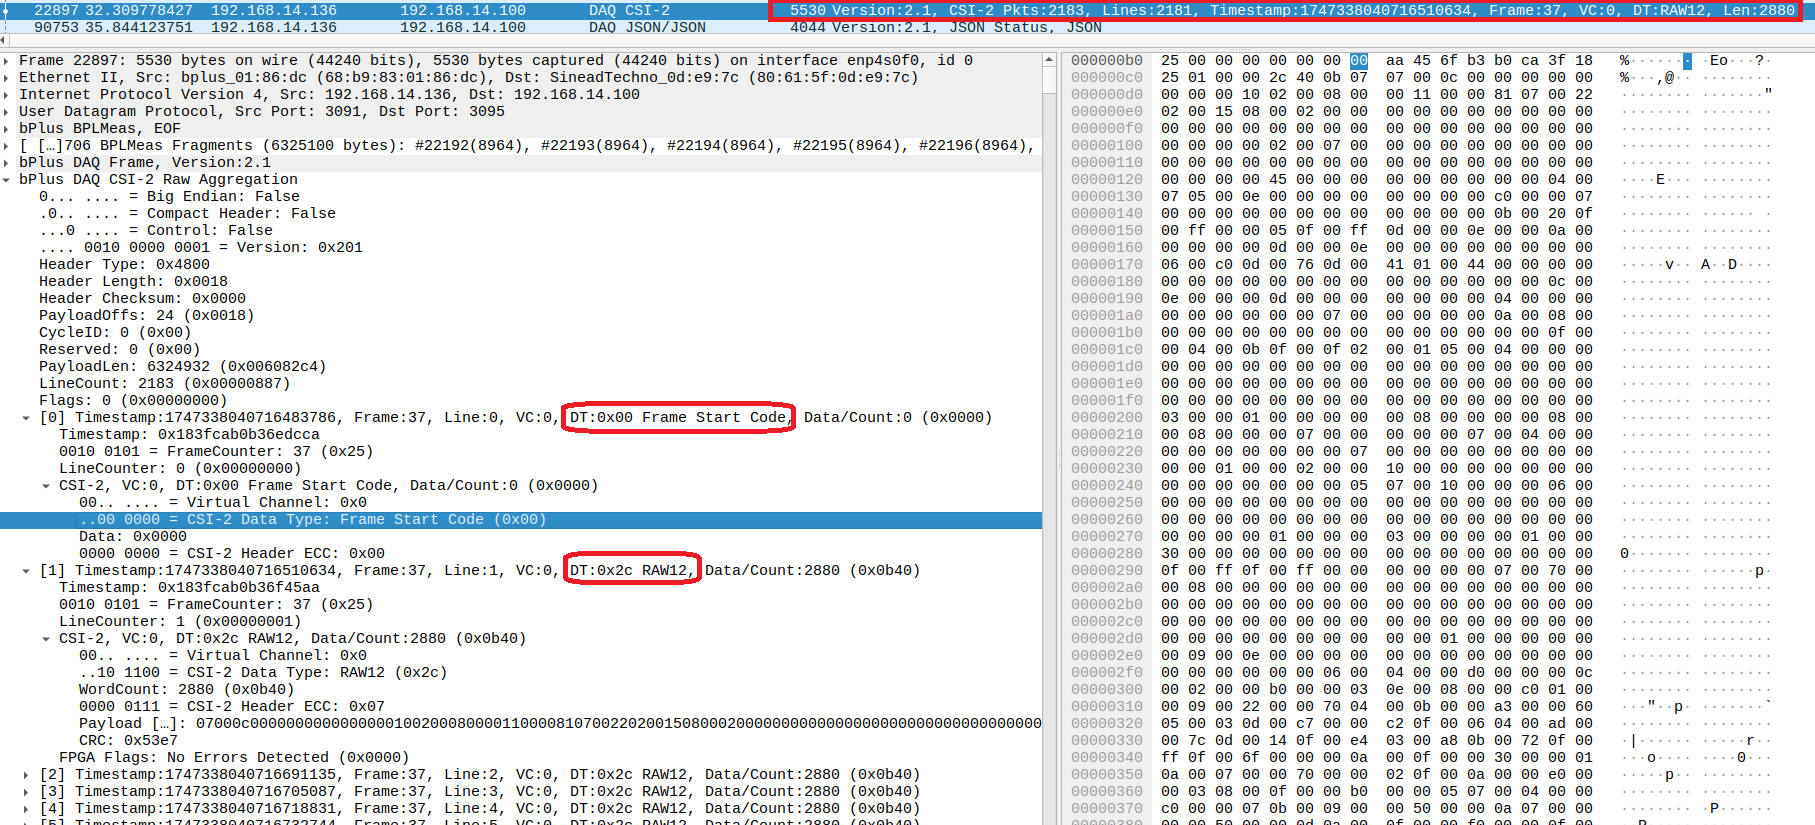 22897 32.309778427 192.168.14.136 192.168.14.100 DAQ CSI-2 5530 Version:2.1, CSI-2 Pkts:2183, Lines:2181, Timestamp:1747338040716510634, Frame:37, VC:0, DT:RAW12, Len:2880
90753 35.844123751 192.168.14.136 192.168.14.100 DAQ JSON/JSON 4044 Version:2.1, JSON Status, JSON
Frame 22897: 5530 bytes on wire (44240 bits), 5530 bytes captured (44240 bits) on interface enp4s0f0, id 0
Ethernet II, Src: bplus_01:86:dc (68:b9:83:01:86:dc), Dst: SineadTechno_0d:e9:7c (80:61:5f:0d:e9:7c)
Internet Protocol Version 4, Src: 192.168.14.136, Dst: 192.168.14.100
User Datagram Protocol, Src Port: 3091, Dst Port: 3095
bPlus BPLMeas, EOF
[ […]706 BPLMeas Fragments (6325100 bytes): #22192(8964), #22193(8964), #22194(8964), #22195(8964), #22196(8964),
bPlus DAQ Frame, Version:2.1
bPlus DAQ CSI-2 Raw Aggregation
0... .... = Big Endian: False
.0.. .... = Compact Header: False
...0 .... = Control: False
.... 0010 0000 0001 = Version: 0x201
Header Type: 0x4800
Header Length: 0x0018
Header Checksum: 0x0000
PayloadOffs: 24 (0x0018)
CycleID: 0 (0x00)
Reserved: 0 (0x00)
PayloadLen: 6324932 (0x006082c4)
LineCount: 2183 (0x00000887)
Flags: 0 (0x00000000)
[0] Timestamp:1747338040716483786, Frame:37, Line:0, VC:0, DT:0x00 Frame Start Code, Data/Count:0 (0x0000)
Timestamp: 0x183fcab0b36edcca
0010 0101 = FrameCounter: 37 (0x25)
LineCounter: 0 (0x00000000)
CSI-2, VC:0, DT:0x00 Frame Start Code, Data/Count:0 (0x0000)
00.. .... = Virtual Channel: 0x0
..00 0000 = CSI-2 Data Type: Frame Start Code (0x00)
Data: 0x0000
0000 0000 = CSI-2 Header ECC: 0x00
[1] Timestamp:1747338040716510634, Frame:37, Line:1, VC:0, DT:0x2c RAW12, Data/Count:2880 (0x0b40)
Timestamp: 0x183fcab0b36f45aa
0010 0101 = FrameCounter: 37 (0x25)
LineCounter: 1 (0x00000001)
CSI-2, VC:0, DT:0x2c RAW12, Data/Count:2880 (0x0b40)
00.. .... = Virtual Channel: 0x0
..10 1100 = CSI-2 Data Type: RAW12 (0x2c)
WordCount: 2880 (0x0b40)
0000 0111 = CSI-2 Header ECC: 0x07
Payload […]: 07000c00000000000000100200080000110000810700220200150800020000000000000000000000000000000000
CRC: 0x53e7
FPGA Flags: No Errors Detected (0x0000)
[2] Timestamp:1747338040716691135, Frame:37, Line:2, VC:0, DT:0x2c RAW12, Data/Count:2880 (0x0b40)
[3] Timestamp:1747338040716705087, Frame:37, Line:3, VC:0, DT:0x2c RAW12, Data/Count:2880 (0x0b40)
[4] Timestamp:1747338040716718831, Frame:37, Line:4, VC:0, DT:0x2c RAW12, Data/Count:2880 (0x0b40)
[5] Timestamp:1747338040716732744, Frame:37, Line:5, VC:0, DT:0x2c RAW12, Data/Count:2880 (0x0b40)
000000b0 25 00 00 00 00 00 00 00 aa 45 6f b3 b0 ca 3f 18 % Eo ?
000000c0 25 01 00 00 2c 40 0b 07 07 00 0c 00 00 00 00 00 % ,@
000000d0 00 00 00 10 02 00 08 00 00 11 00 00 81 07 00 22 "
000000e0 02 00 15 08 00 02 00 00 00 00 00 00 00 00 00 00
000000f0 00 00 00 00 00 00 00 00 00 00 00 00 00 00 00 00
00000100 00 00 00 00 02 00 07 00 00 00 00 00 00 00 00 00
00000110 00 00 00 00 00 00 00 00 00 00 00 00 00 00 00 00
00000120 00 00 00 00 45 00 00 00 00 00 00 00 00 00 04 00 E
00000130 07 05 00 0e 00 00 00 00 00 00 00 00 c0 00 00 07
00000140 00 00 00 00 00 00 00 00 00 00 00 00 0b 00 20 0f
00000150 00 ff 00 00 05 0f 00 ff 0d 00 00 0e 00 00 0a 00
00000160 00 00 00 00 0d 00 00 0e 00 00 00 00 00 00 00 00
00000170 06 00 c0 0d 00 76 0d 00 41 01 00 44 00 00 00 00 v A D
00000180 00 00 00 00 00 00 00 00 00 00 00 00 00 00 0c 00
00000190 0e 00 00 00 0d 00 00 00 00 00 00 00 04 00 00 00
000001a0 00 00 00 00 00 00 07 00 00 00 00 00 0a 00 08 00
000001b0 00 00 00 00 00 00 00 00 00 00 00 00 00 00 0f 00
000001c0 00 04 00 0b 0f 00 0f 02 00 01 05 00 04 00 00 00
000001d0 00 00 00 00 00 00 00 00 00 00 00 00 00 00 00 00
000001e0 00 00 00 00 00 00 00 00 00 00 00 00 00 00 00 00
000001f0 00 00 00 00 00 00 00 00 00 00 00 00 00 00 00 00
00000200 03 00 00 01 00 00 00 00 00 08 00 00 00 00 08 00
00000210 00 08 00 00 00 07 00 00 00 00 00 07 00 04 00 00
00000220 00 00 00 00 00 00 00 07 00 00 00 00 00 00 00 00
00000230 00 00 01 00 00 02 00 00 10 00 00 00 00 00 00 00
00000240 00 00 00 00 00 00 00 05 07 00 10 00 00 00 06 00
00000250 00 00 00 00 00 00 00 00 00 00 00 00 00 00 00 00
00000260 00 00 00 00 00 00 00 00 00 00 00 00 00 00 00 00
00000270 00 00 00 00 01 00 00 00 03 00 00 00 00 01 00 00
00000280 30 00 00 00 00 00 00 00 00 00 00 00 00 00 00 00 0
00000290 0f 00 ff 0f 00 ff 00 00 00 00 00 00 07 00 70 00 p
000002a0 00 08 00 00 00 00 00 00 00 00 00 00 00 00 00 00
000002b0 00 00 00 00 00 00 00 00 00 00 00 00 00 00 00 00
000002c0 00 00 00 00 00 00 00 00 00 00 00 00 00 00 00 00
000002d0 00 00 00 00 00 00 00 00 00 00 01 00 00 00 00 00
000002e0 00 09 00 0e 00 00 00 00 00 00 00 00 00 00 00 00
000002f0 00 00 00 00 00 00 06 00 04 00 00 d0 00 00 00 0c
00000300 00 02 00 00 b0 00 00 03 0e 00 08 00 00 c0 01 00
00000310 00 09 00 22 00 00 70 04 00 0b 00 00 a3 00 00 60 " p `
00000320 05 00 03 0d 00 c7 00 00 c2 0f 00 06 04 00 ad 00
00000330 00 7c 0d 00 14 0f 00 e4 03 00 a8 0b 00 72 0f 00 | r
00000340 ff 0f 00 6f 00 00 00 0a 00 0f 00 00 30 00 00 01 o 0
00000350 0a 00 07 00 00 70 00 00 02 0f 00 0a 00 00 e0 00 p
00000360 00 03 08 00 0f 00 00 b0 00 00 05 07 00 04 00 00
00000370 c0 00 00 07 0b 00 09 00 00 50 00 00 0a 07 00 00 P
00000380 00 00 50 00 00 0d 0a 00 0f 00 00 f0 00 00 0f 00 P